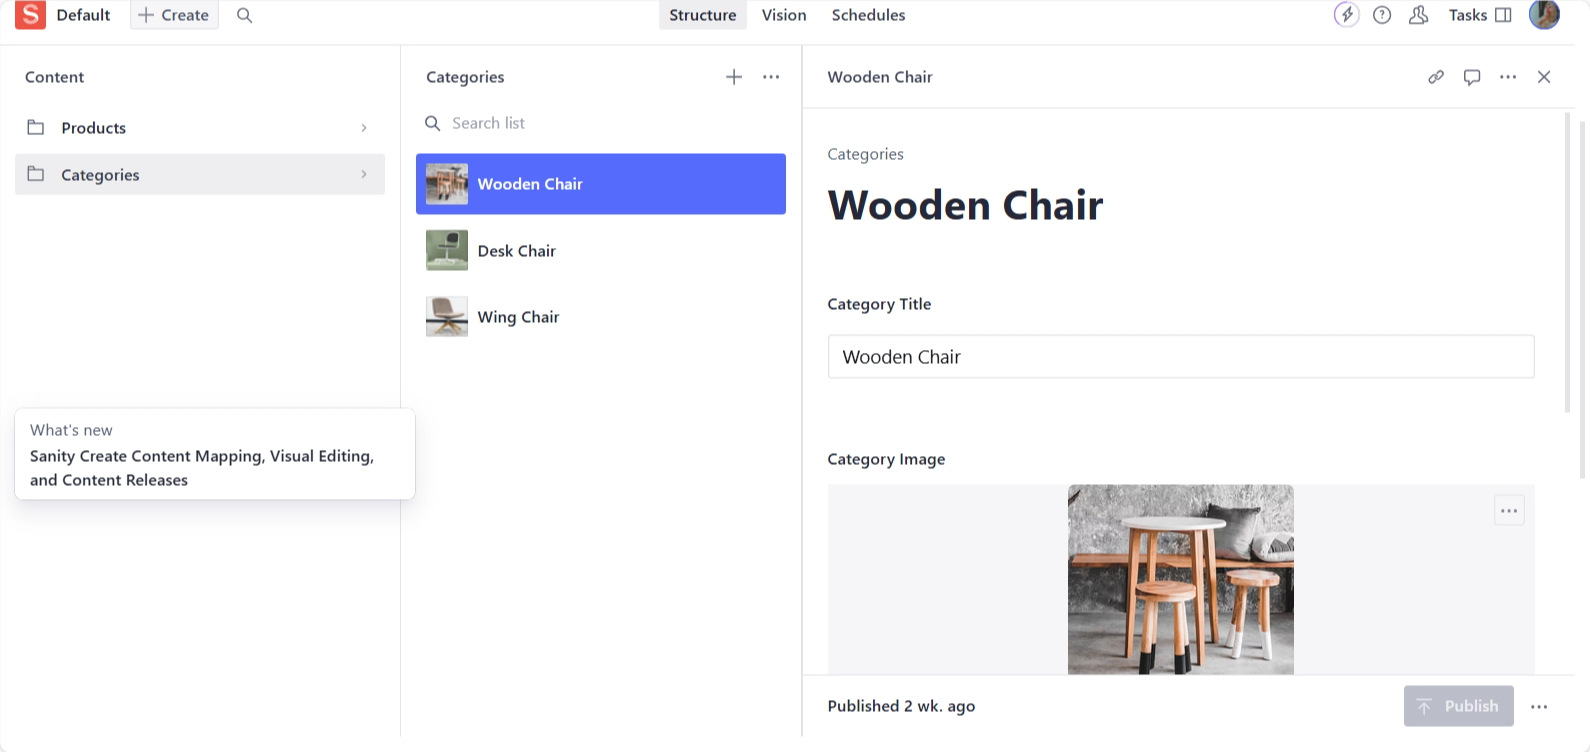 S Default Create Structure Vision Schedules Tasks
Content
Products
Categories
What's new
Sanity Create Content Mapping, Visual Editing,
and Content Releases
Categories
Search list
Wooden Chair
Desk Chair
Wing Chair
Wooden Chair
Categories
Wooden Chair
Category Title
Wooden Chair
Category Image
Published 2 wk. ago
Publish